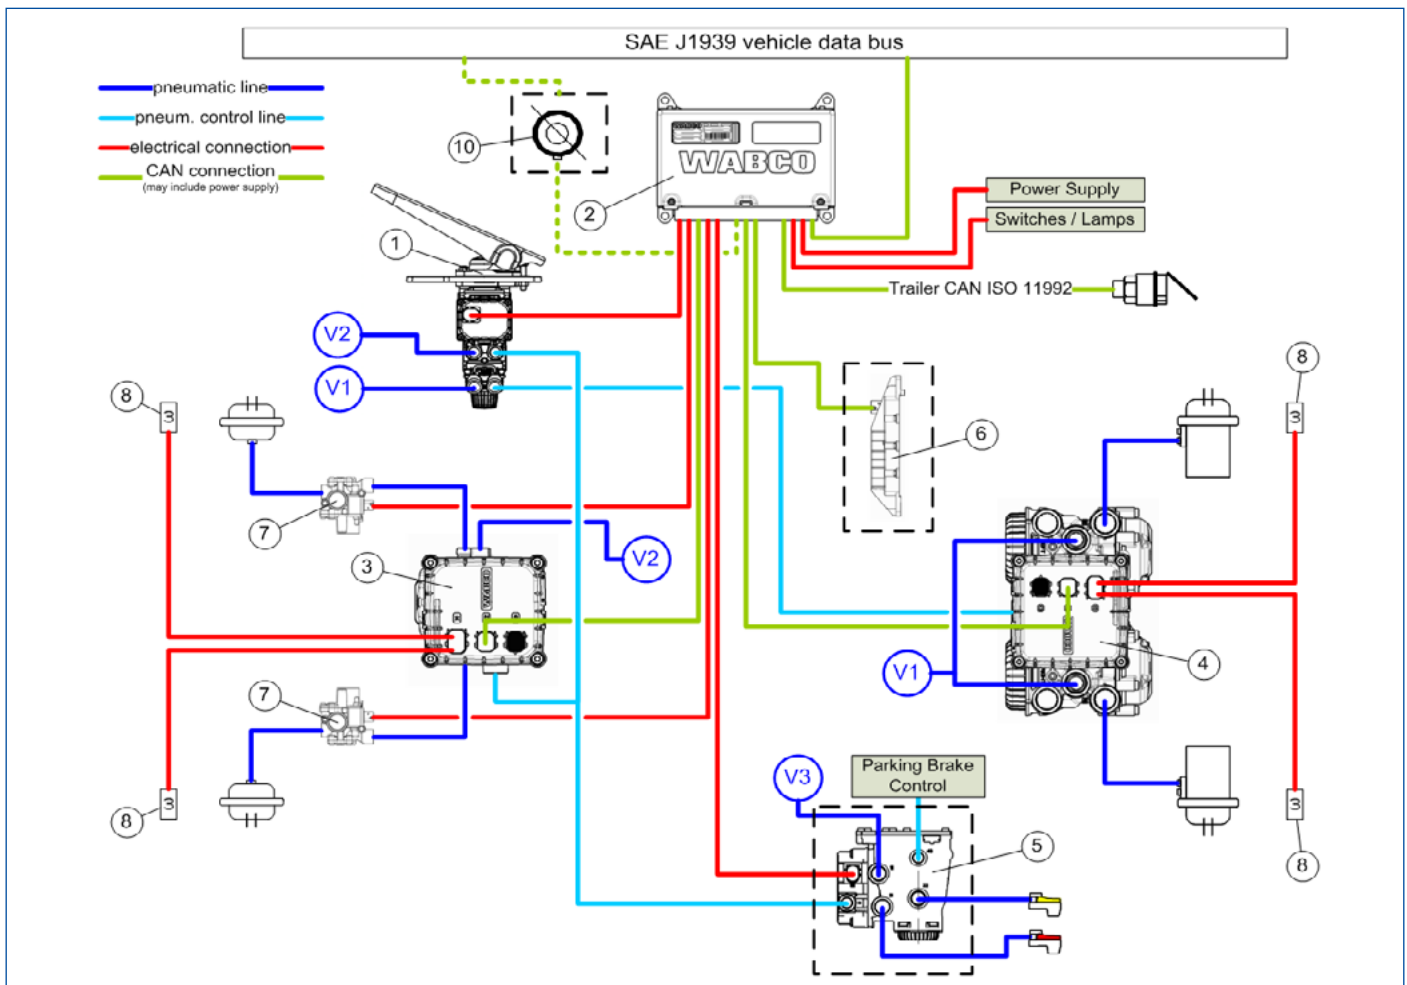 SAE J1939 vehicle data bus
pneumatic line
pneum. control line
electrical connection
CAN connection
(may include power supply)
10
WABCO
2
Power Supply
Switches / Lamps
1
Trailer CAN ISO 11992
V2
V1
8
8
6
7
3
V2
WABCO
4
V1
7
Parking Brake
Control
V3
8
5
8